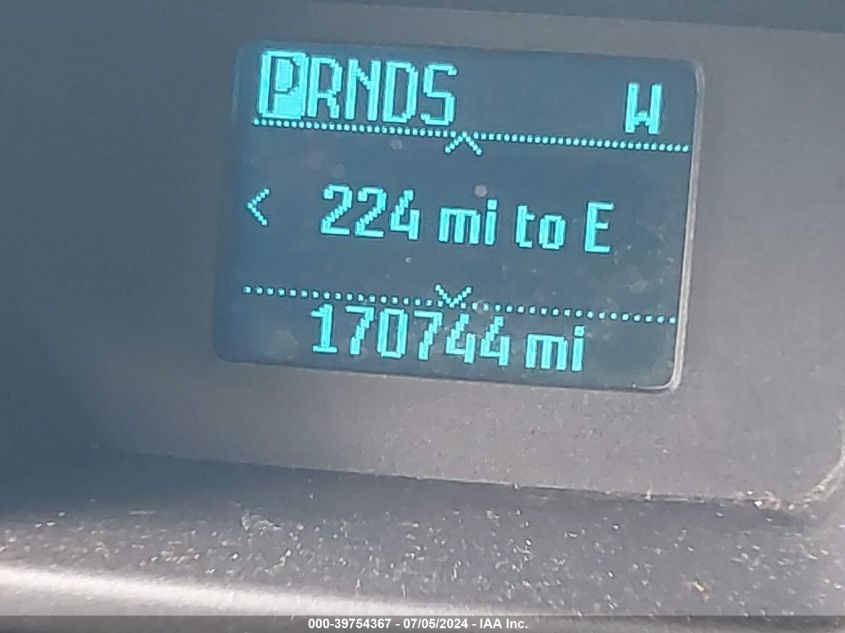 PRNDS W
< 224 mi to E
170744 mi
000-39754367 - 07/05/2024 - IAA Inc.